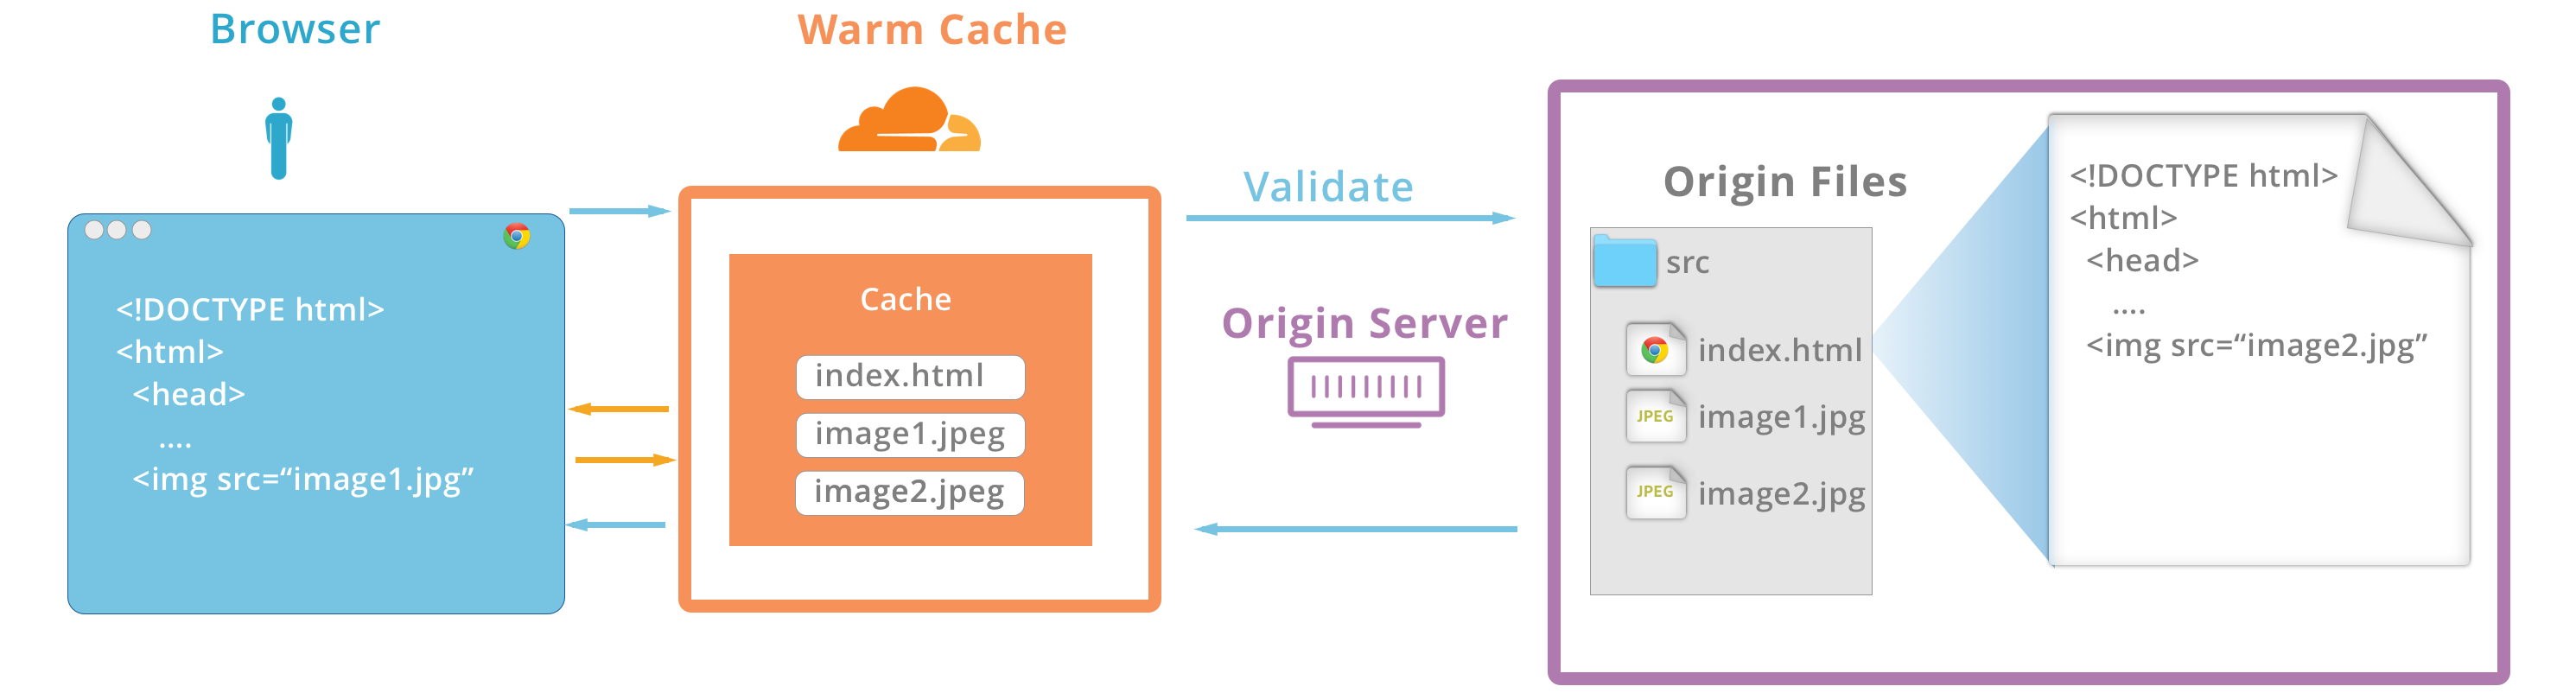 Browser
<!DOCTYPE html>
<html>
<head>
....
<img src=“image1.jpg”
Warm Cache
Cache
index.html
image1.jpeg
image2.jpeg
Validate
Origin Server
Origin Files
src
index.html
JPEG image1.jpg
JPEG image2.jpg
<!DOCTYPE html>
<html>
<head>
....
<img src=“image2.jpg”